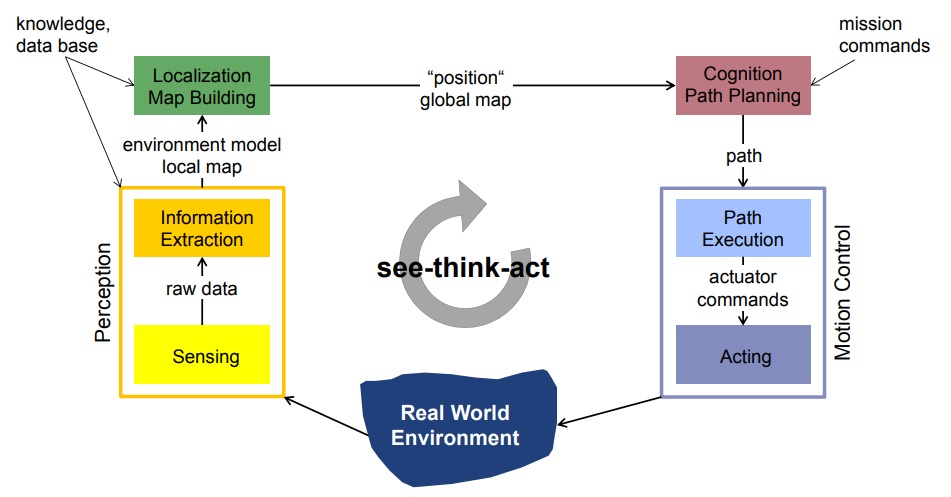 knowledge,
data base
mission
commands
Localization
Map Building
“position“
global map
Cognition
Path Planning
environment model
local map
path
Information
Extraction
raw data
Sensing
Perception
see-think-act
Path
Execution
actuator
commands
Acting
Motion Control
Real World
Environment